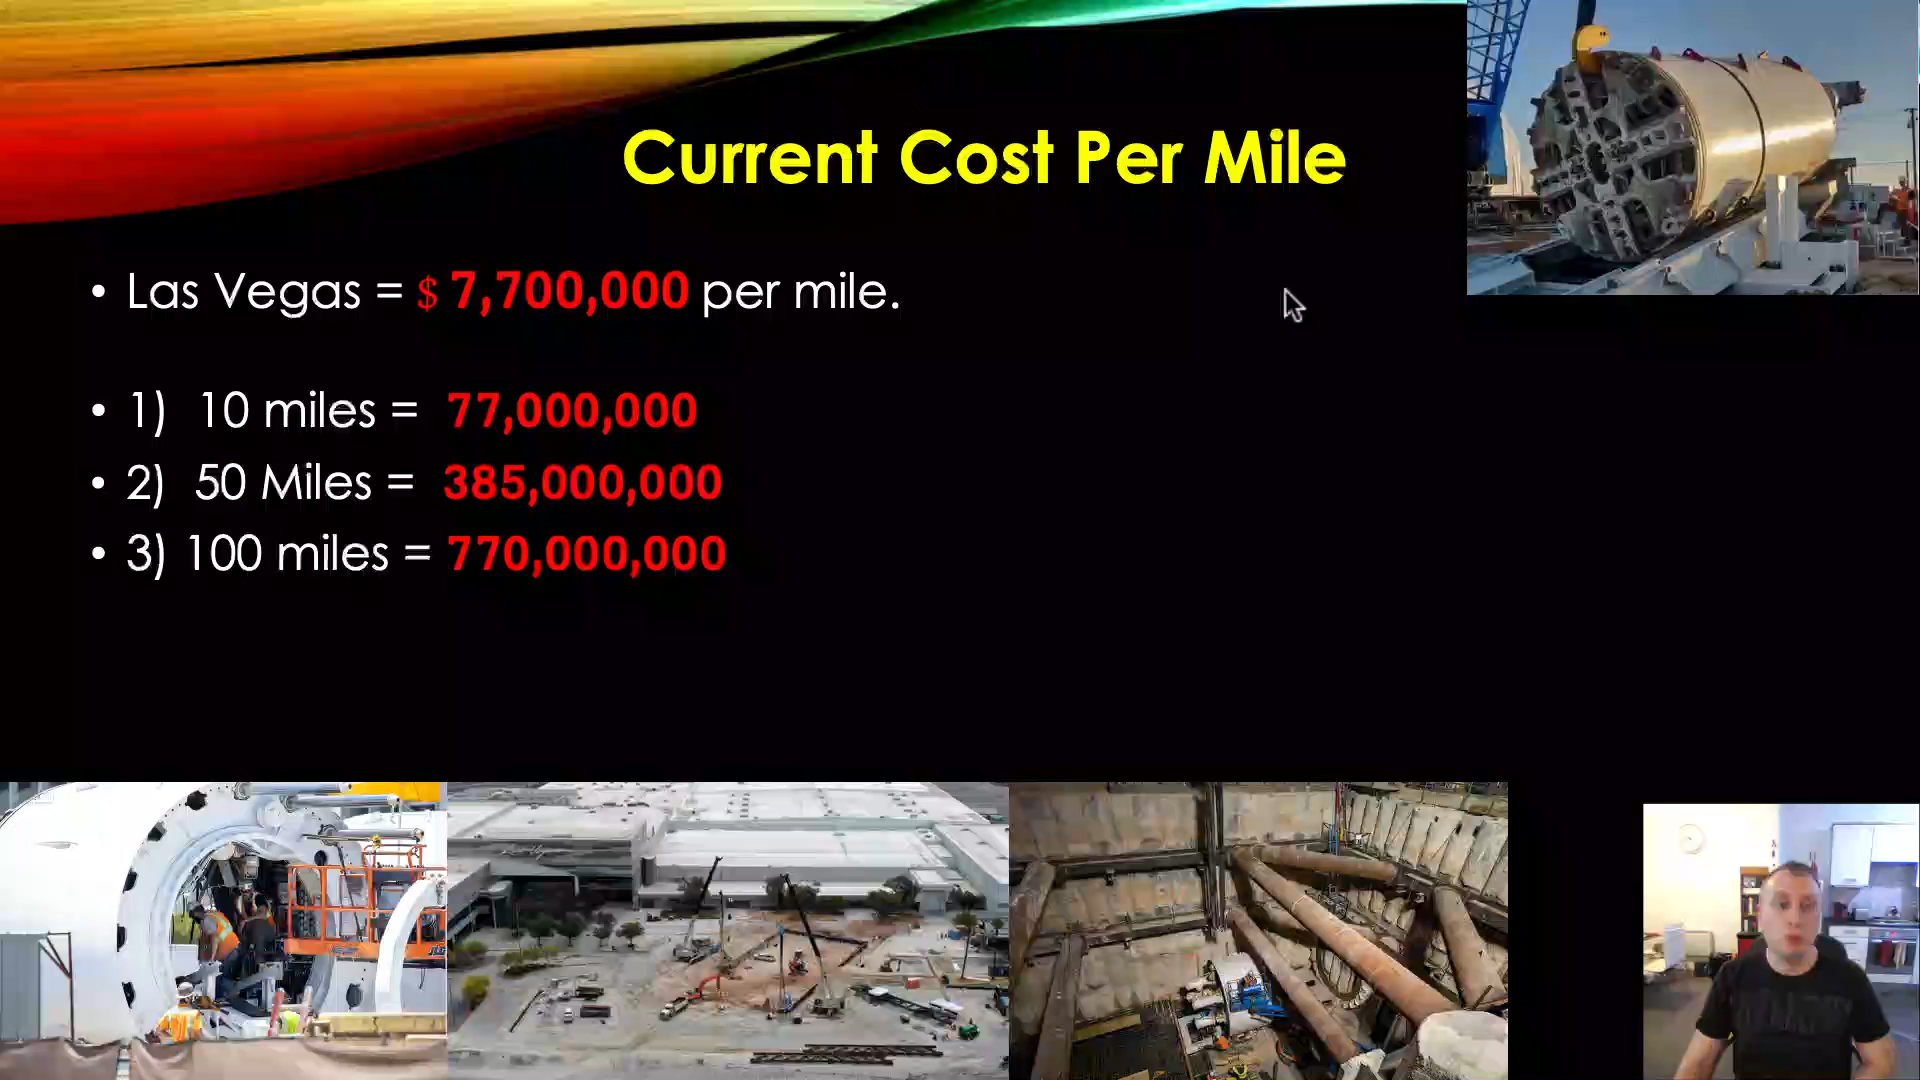 Current Cost Per Mile
• Las Vegas = $ 7,700,000 per mile.
• 1) 10 miles = 77,000,000
• 2) 50 Miles = 385,000,000
• 3) 100 miles = 770,000,000